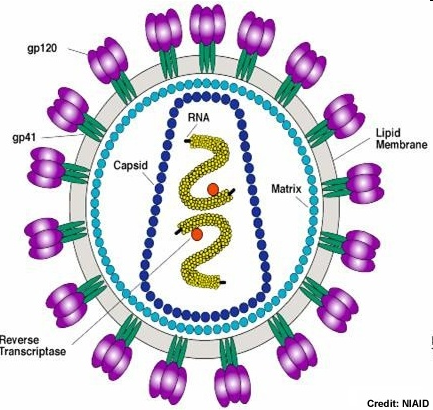 gp120
RNA
gp41
Lipid
Membrane
Capsid
Matrix
Reverse
Transcriptase
Credit: NIAID